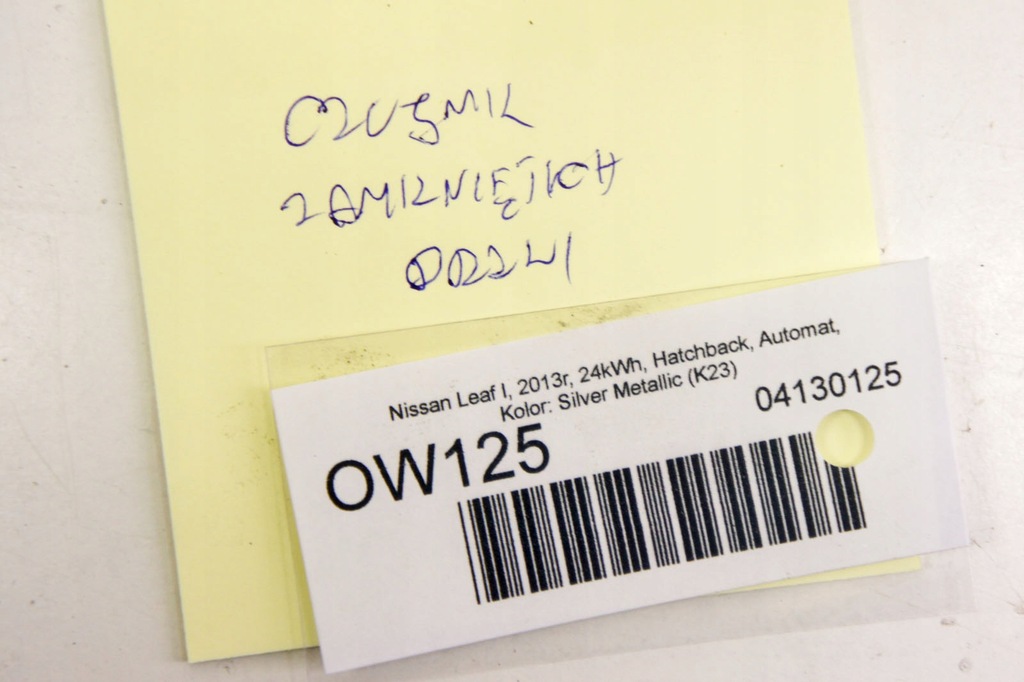 CZUJNIK
ZAMKNIĘTYCH
DRZWI
Nissan Leaf I, 2013r, 24kWh, Hatchback, Automat,
Kolor: Silver Metallic (K23)
04130125
OW125